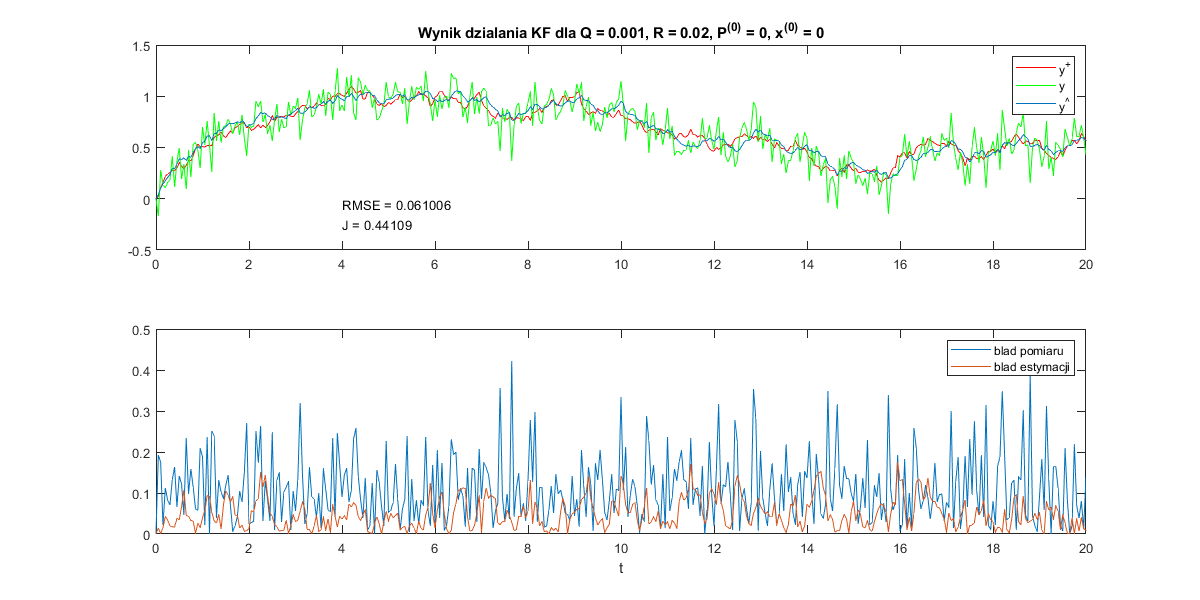 Wynik dzialania KF dla Q = 0.001, R = 0.02, P^(0) = 0, x^(0) = 0
1.5
1
0.5
0
-0.5
y^+
y
y^^
RMSE = 0.061006
J = 0.44109
0 2 4 6 8 10 12 14 16 18 20
0.5
0.4
0.3
0.2
0.1
0
blad pomiaru
blad estymacji
0 2 4 6 8 10 12 14 16 18 20
t